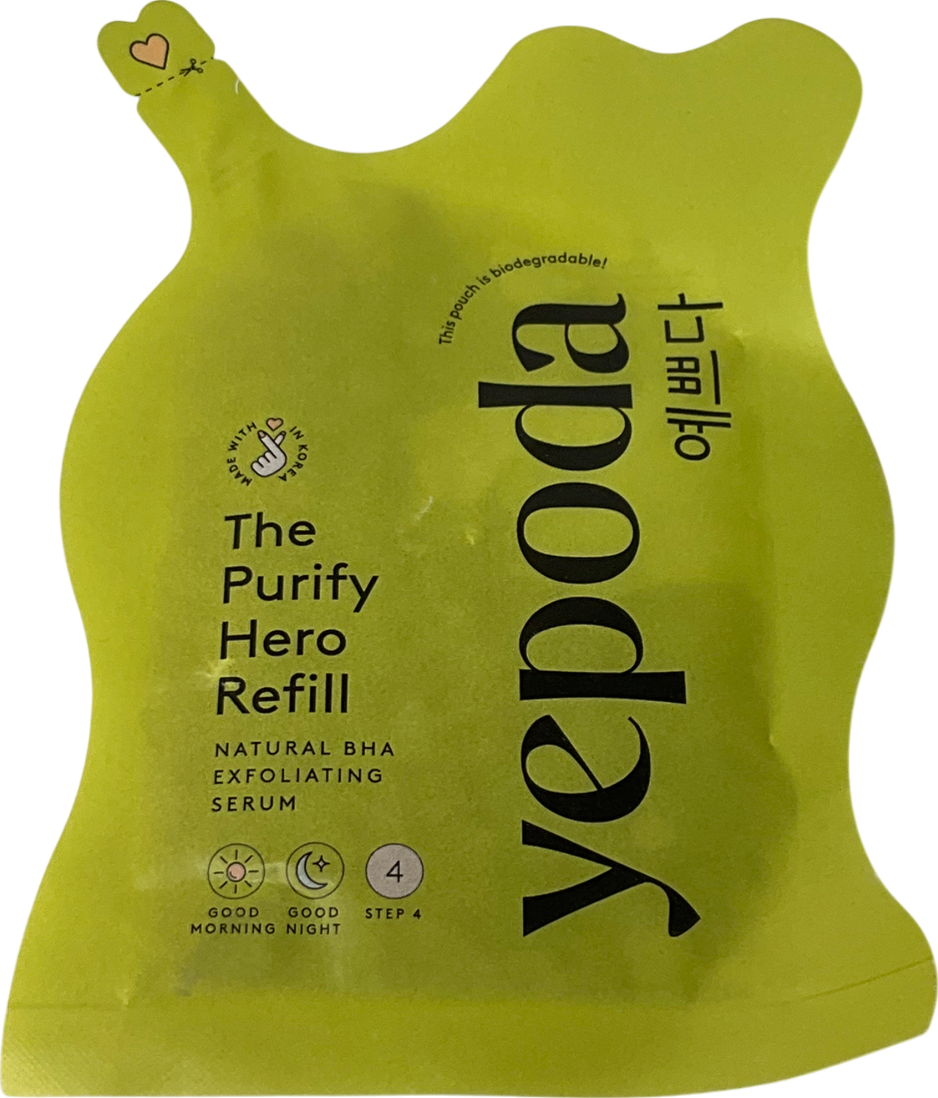 This pouch is biodegradable!
yepoda
예쁘다
MADE WITH IN KOREA
The
Purify
Hero
Refill
NATURAL BHA
EXFOLIATING
SERUM
4
GOOD MORNING
GOOD NIGHT
STEP 4